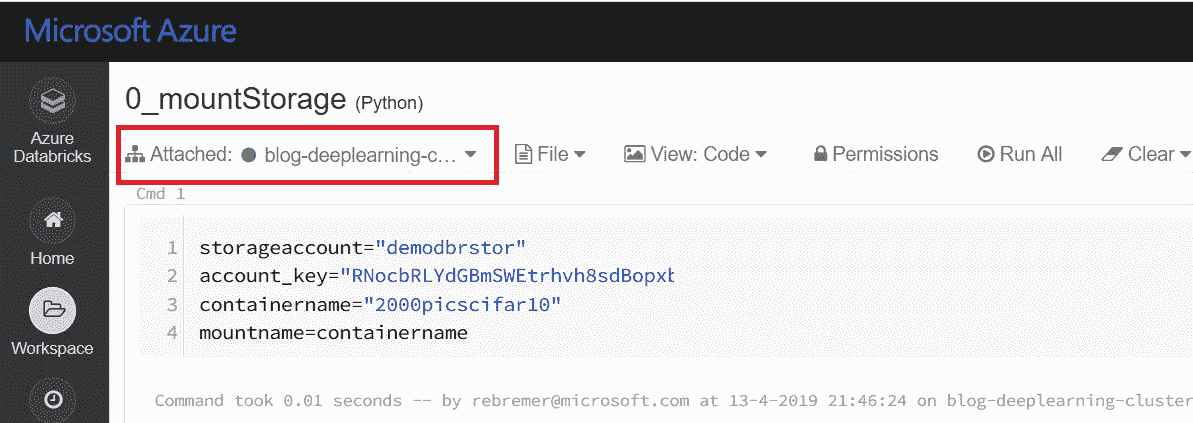 Microsoft Azure
0_mountStorage (Python)
Attached: blog-deeplearning-c... File View: Code Permissions Run All Clear
Azure
Databricks
Home
Workspace
Cmd 1
1 storageaccount="demodbrstor"
2 account_key="RNocbRLYdGBmSWEtrhvh8sdBopx
3 containername="2000picscifar10"
4 mountname=containername
Command took 0.01 seconds -- by rebremer@microsoft.com at 13-4-2019 21:46:24 on blog-deeplearning-cluster